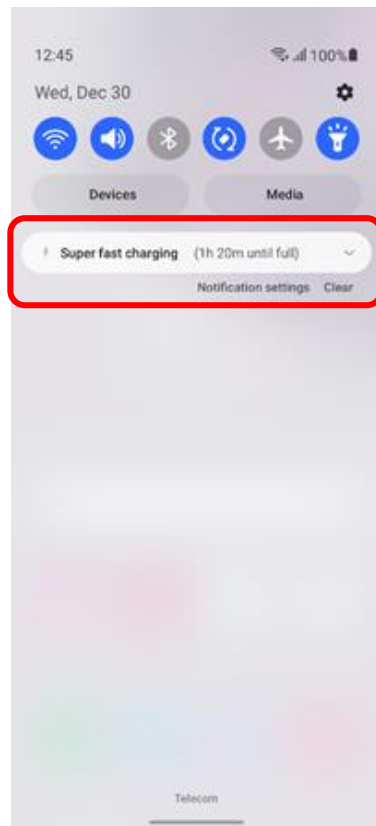 12:45 100%
Wed, Dec 30
Devices Media
Super fast charging (1h 20m until full)
Notification settings Clear
Telecom